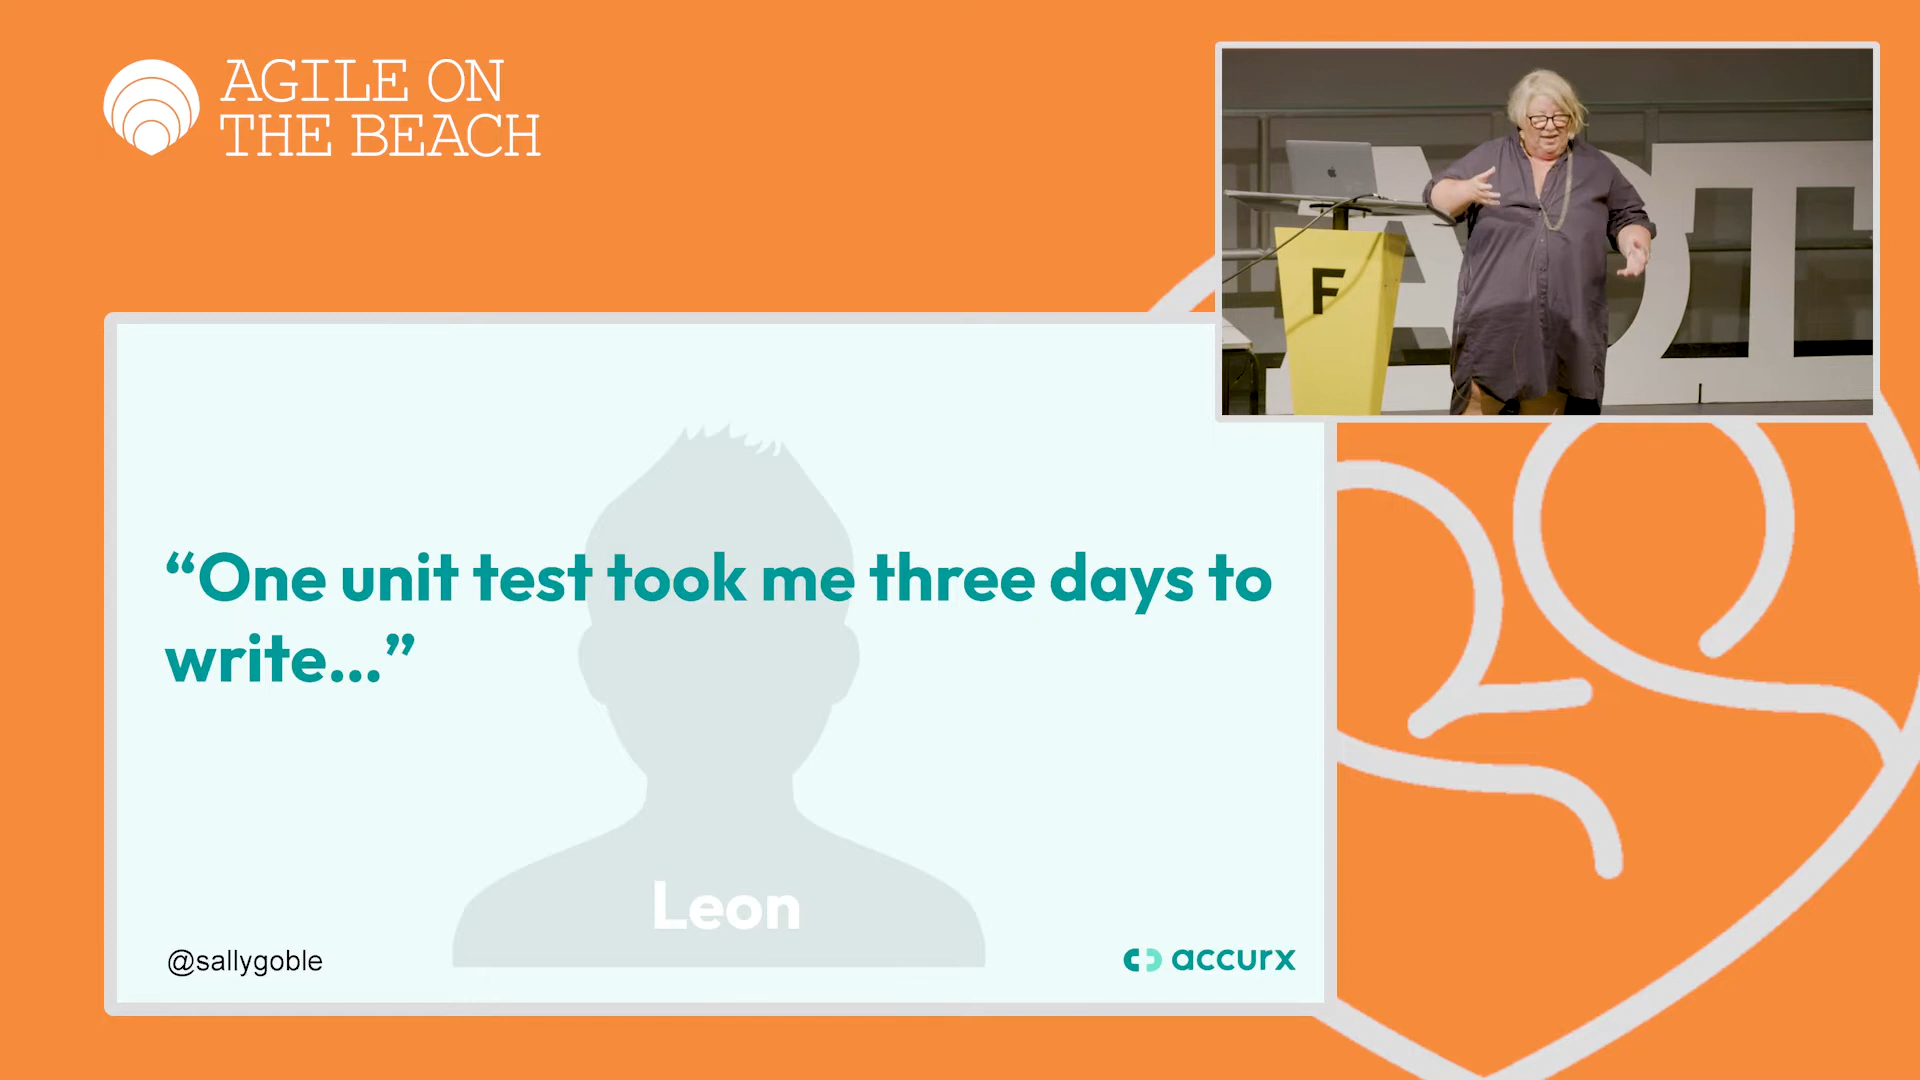 AGILE ON
THE BEACH
F
“One unit test took me three days to
write...”
Leon
@sallygoble
accurx